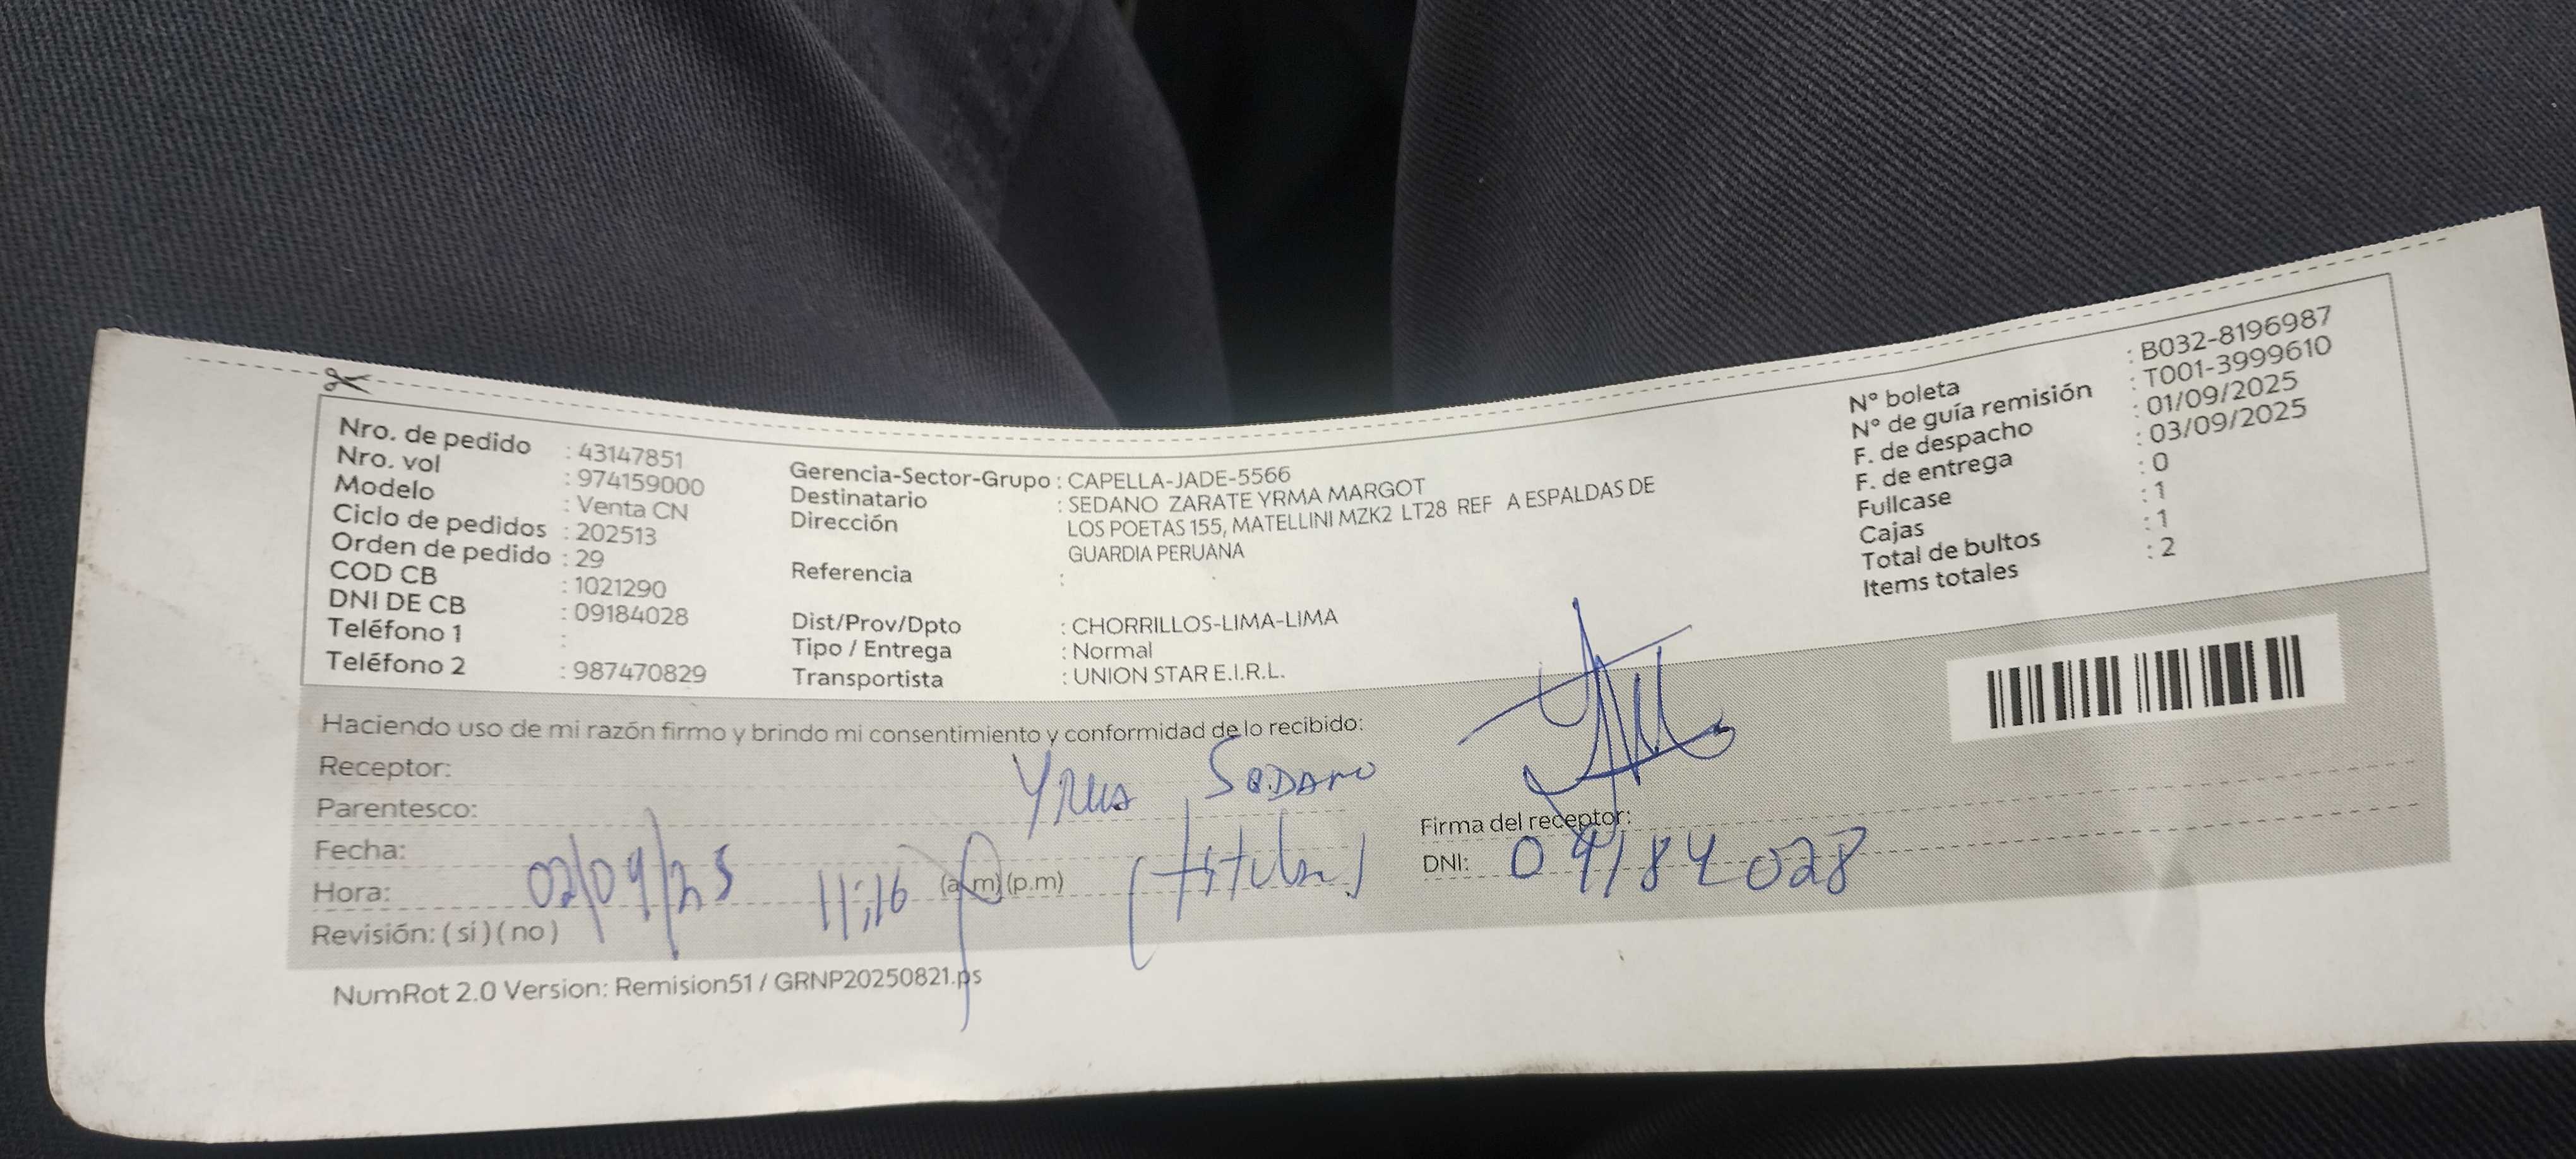 Nro. de pedido : 43147851
Nro. vol : 974159000
Modelo : Venta CN
Ciclo de pedidos : 202513
Orden de pedido : 29
COD CB : 1021290
DNI DE CB : 09184028
Teléfono 1 :
Teléfono 2 : 987470829
Gerencia-Sector-Grupo : CAPELLA-JADE-5566
Destinatario : SEDANO ZARATE YRMA MARGOT
Dirección : LOS POETAS 155, MATELLINI MZK2 LT28 REF A ESPALDAS DE
GUARDIA PERUANA
Referencia :
Dist/Prov/Dpto : CHORRILLOS-LIMA-LIMA
Tipo / Entrega : Normal
Transportista : UNION STAR E.I.R.L.
N° boleta : B032-8196987
N° de guía remisión : T001-3999610
F. de despacho : 01/09/2025
F. de entrega : 03/09/2025
Fullcase : 0
Cajas : 1
Total de bultos : 1
Items totales : 2
Haciendo uso de mi razón firmo y brindo mi consentimiento y conformidad de lo recibido:
Receptor: Yrma Sedano
Parentesco: (titular)
Fecha: 02/09/25
Hora: 11:16 (a.m) (p.m)
Revisión: ( si ) ( no )
Firma del receptor:
DNI: 09184028
NumRot 2.0 Version: Remision51 / GRNP20250821.ps